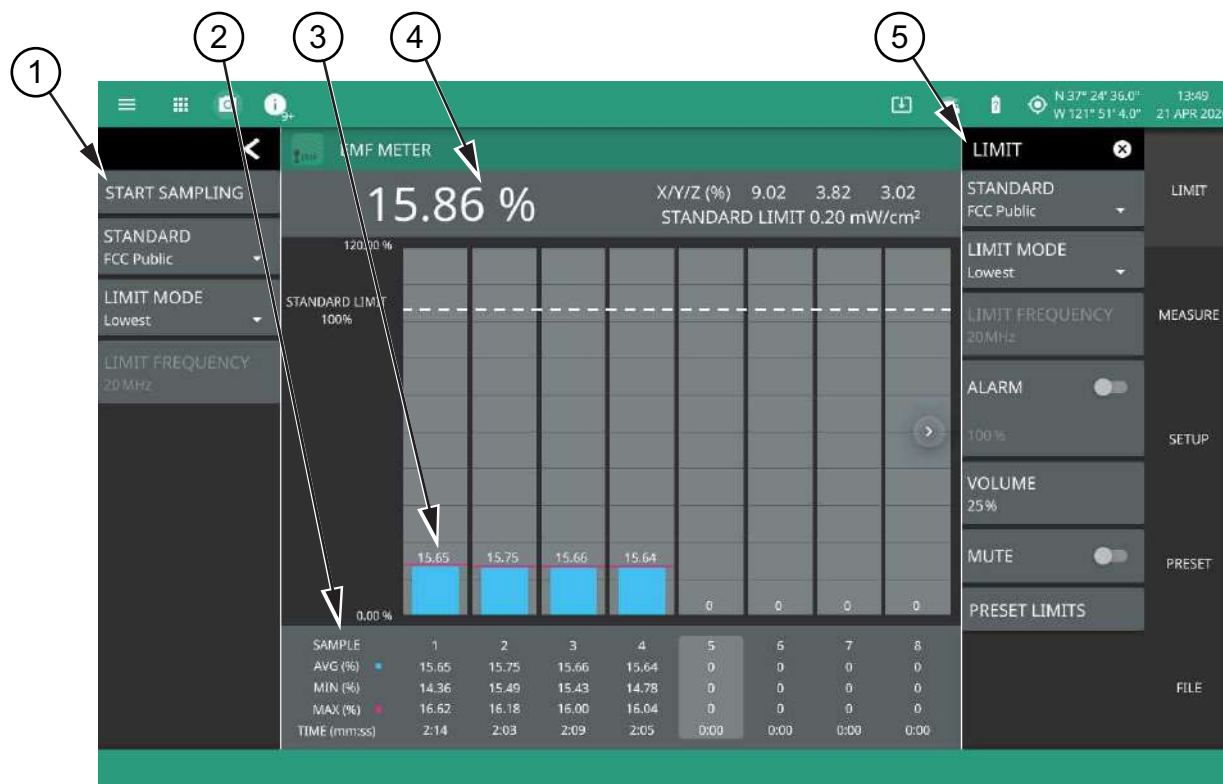 1
2
3
4
5
9+
N 37° 24' 36.0"
W 121° 51' 4.0"
13:49
21 APR 202
START SAMPLING
STANDARD
FCC Public
LIMIT MODE
Lowest
LIMIT FREQUENCY
20 MHz
EMF METER
15.86 %
X/Y/Z (%) 9.02 3.82 3.02
STANDARD LIMIT 0.20 mW/cm²
120.00 %
STANDARD LIMIT
100%
15.65 15.75 15.66 15.64 0 0 0 0
0.00 %
SAMPLE 1 2 3 4 5 6 7 8
AVG (%) 15.65 15.75 15.66 15.64 0 0 0 0
MIN (%) 14.36 15.49 15.43 14.78 0 0 0 0
MAX (%) 16.62 16.18 16.00 16.04 0 0 0 0
TIME (mm:ss) 2:14 2:03 2:09 2:05 0:00 0:00 0:00 0:00
LIMIT
STANDARD
FCC Public
LIMIT MODE
Lowest
LIMIT FREQUENCY
20 MHz
ALARM
100 %
VOLUME
25%
MUTE
PRESET LIMITS
LIMIT
MEASURE
SETUP
PRESET
FILE